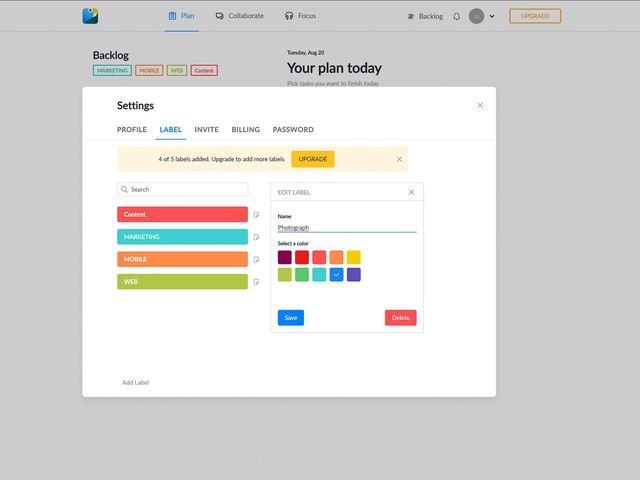 Plan
Collaborate
Focus
Backlog
UPGRADE
Backlog
MARKETING MOBILE WEB Content
Tuesday, Aug 20
Your plan today
Pick tasks you want to finish today
Settings
PROFILE LABEL INVITE BILLING PASSWORD
4 of 5 labels added. Upgrade to add more labels UPGRADE
Search
Content
MARKETING
MOBILE
WEB
Add Label
EDIT LABEL
Name
Photograph
Select a color
Save Delete